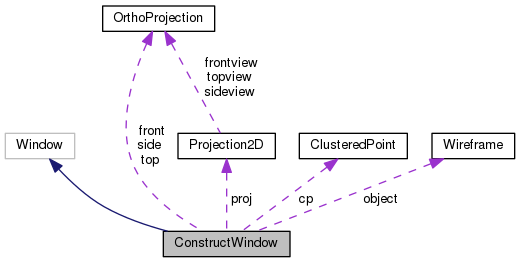 OrthoProjection
frontview
topview
sideview
front
side
top
Window
Projection2D
ClusteredPoint
Wireframe
proj
cp
object
ConstructWindow